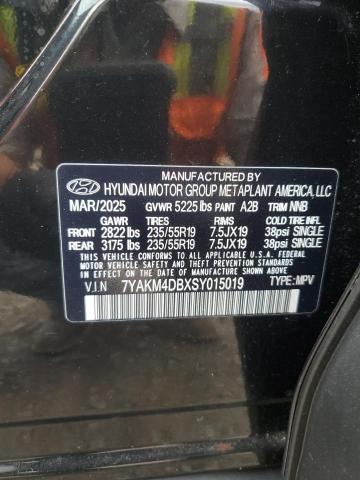 MANUFACTURED BY
HYUNDAI MOTOR GROUP METAPLANT AMERICA, LLC
MAR/2025 GVWR 5225 lbs PAINT A2B TRIM NNB
GAWR TIRES RIMS COLD TIRE INFL
FRONT 2822 lbs 235/55R19 7.5JX19 38psi SINGLE
REAR 3175 lbs 235/55R19 7.5JX19 38psi SINGLE
THIS VEHICLE CONFORMS TO ALL APPLICABLE U.S.A. FEDERAL
MOTOR VEHICLE SAFETY AND THEFT PREVENTION STANDARDS
IN EFFECT ON THE DATE OF MANUFACTURE SHOWN ABOVE.
V.I.N 7YAKM4DBXSY015019 TYPE: MPV